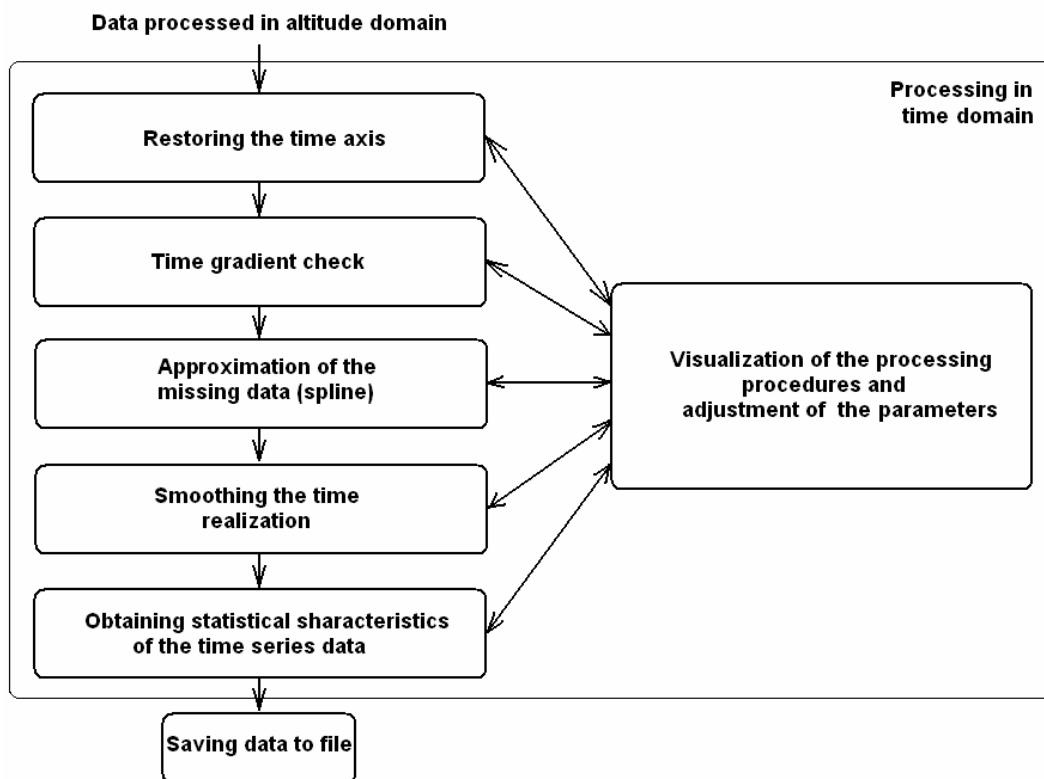 Data processed in altitude domain
Processing in
time domain
Restoring the time axis
Time gradient check
Approximation of the
missing data (spline)
Visualization of the processing
procedures and
adjustment of the parameters
Smoothing the time
realization
Obtaining statistical sharacteristics
of the time series data
Saving data to file